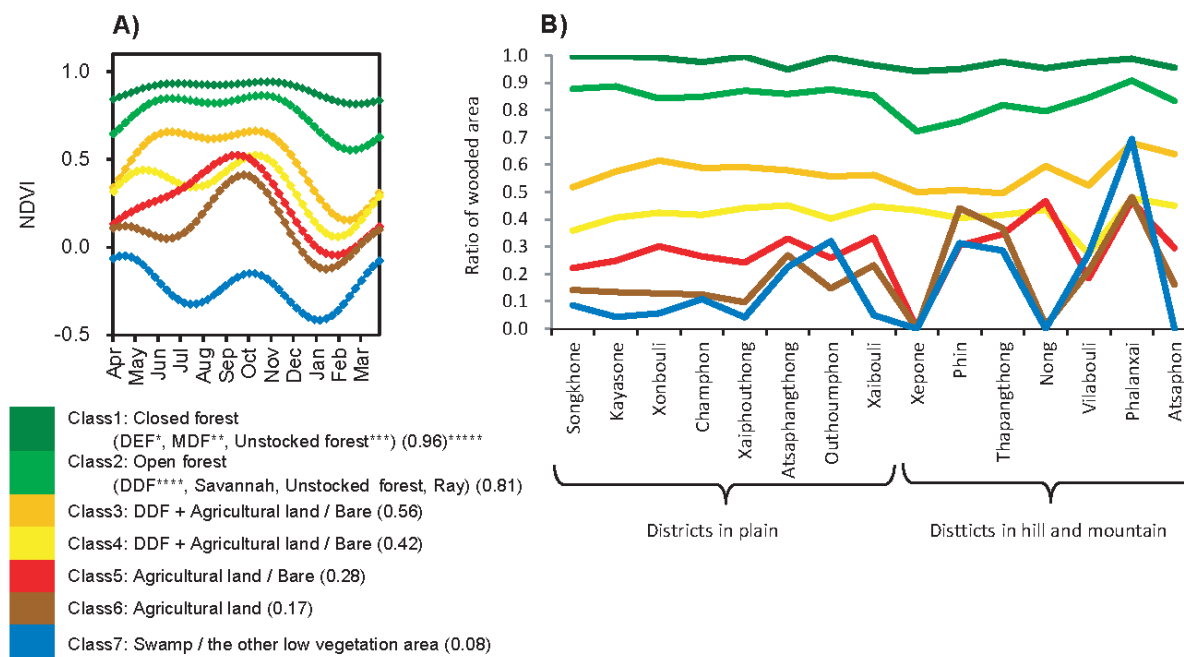 A)
1.0
0.5
0.0
-0.5
NDVI
Apr
May
Jun
Jul
Aug
Sep
Oct
Nov
Dec
Jan
Feb
Mar
Class1: Closed forest
(DEF*, MDF**, Unstocked forest***) (0.96)*****
Class2: Open forest
(DDF****, Savannah, Unstocked forest, Ray) (0.81)
Class3: DDF + Agricultural land / Bare (0.56)
Class4: DDF + Agricultural land / Bare (0.42)
Class5: Agricultural land / Bare (0.28)
Class6: Agricultural land (0.17)
Class7: Swamp / the other low vegetation area (0.08)
B)
1.0
0.9
0.8
0.7
0.6
0.5
0.4
0.3
0.2
0.1
0.0
Ratio of wooded area
Songkhone
Kayasone
Xonbouli
Champhon
Xaiphouthong
Atsaphangthong
Outhoumphon
Xaibouli
Xepone
Phin
Thapangthong
Nong
Vilabouli
Phalanxai
Atsaphon
Districts in plain
Distticts in hill and mountain